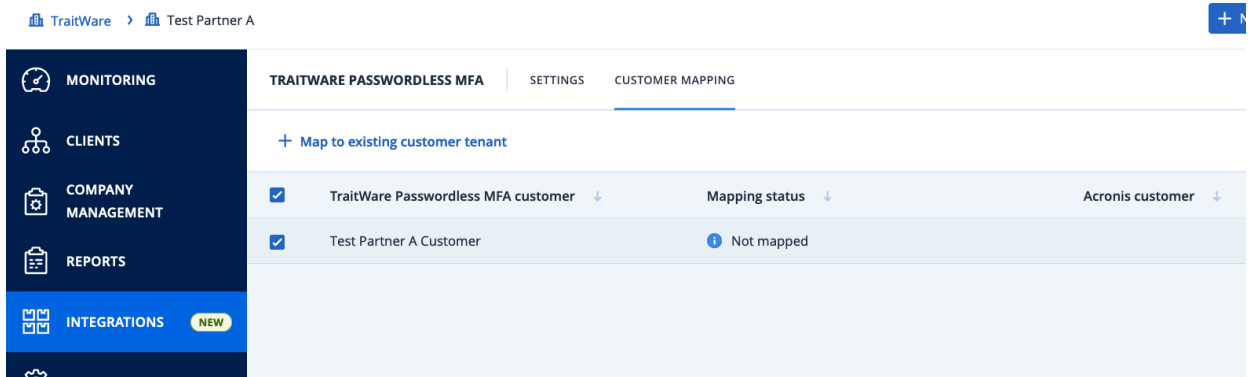 TraitWare > Test Partner A
+ N
MONITORING
CLIENTS
COMPANY
MANAGEMENT
REPORTS
INTEGRATIONS NEW
TRAITWARE PASSWORDLESS MFA SETTINGS CUSTOMER MAPPING
+ Map to existing customer tenant
TraitWare Passwordless MFA customer ↓ Mapping status ↓ Acronis customer ↓
Test Partner A Customer Not mapped